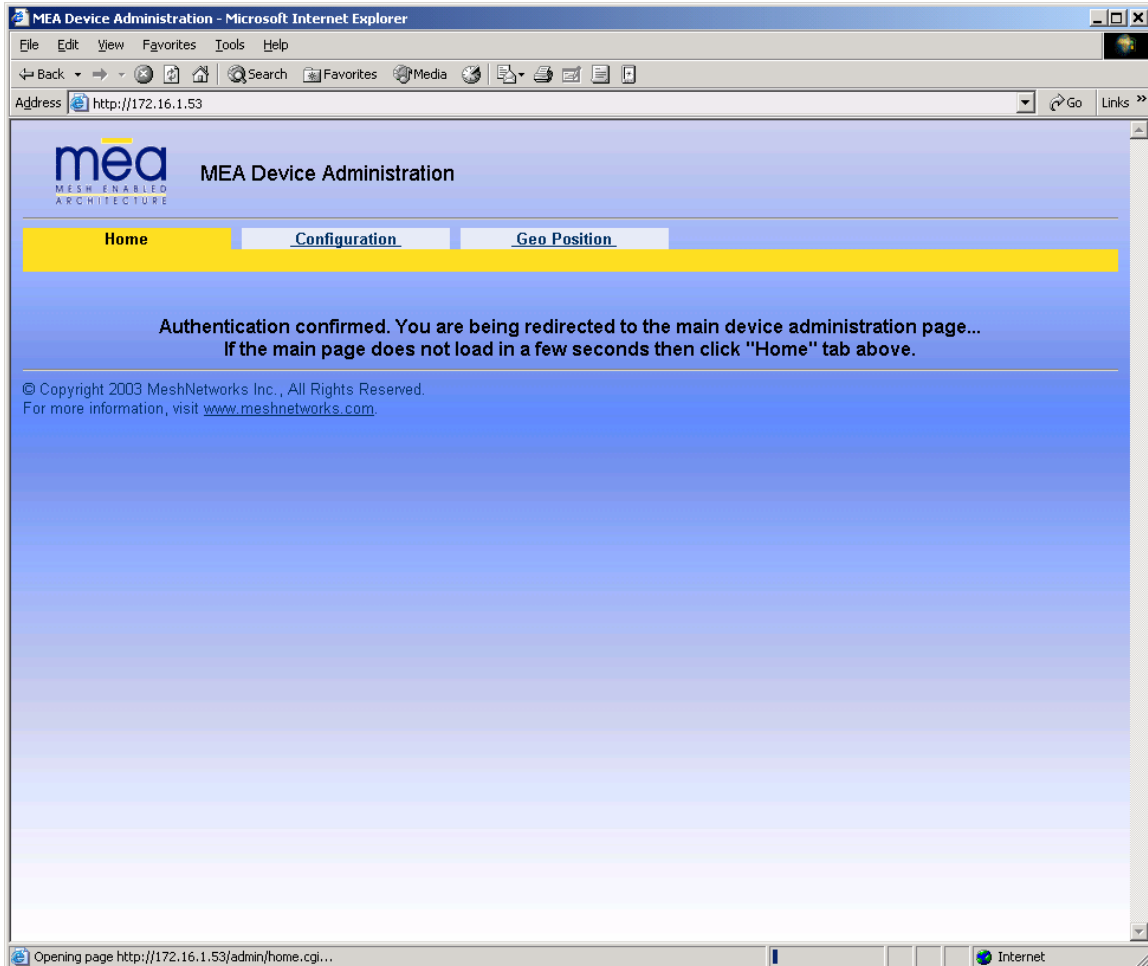 MEA Device Administration - Microsoft Internet Explorer
File Edit View Favorites Tools Help
Back Search Favorites Media
Address http://172.16.1.53 Go Links »
mea
MESH ENABLED
ARCHITECTURE
MEA Device Administration
Home Configuration Geo Position
Authentication confirmed. You are being redirected to the main device administration page...
If the main page does not load in a few seconds then click "Home" tab above.
© Copyright 2003 MeshNetworks Inc., All Rights Reserved.
For more information, visit www.meshnetworks.com.
Opening page http://172.16.1.53/admin/home.cgi... Internet